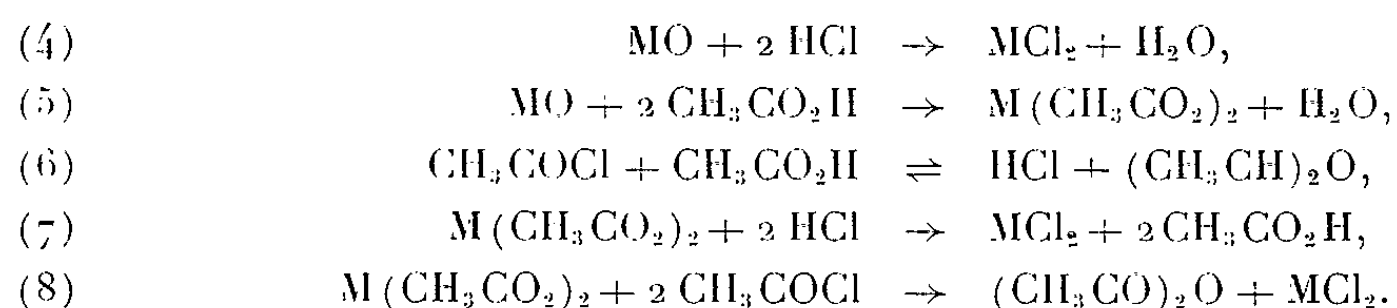 (4) MO + 2 HCl → MCl₂ + H₂O,
(5) MO + 2 CH₃CO₂H → M(CH₃CO₂)₂ + H₂O,
(6) CH₃COCl + CH₃CO₂H ⇌ HCl + (CH₃CH)₂O,
(7) M(CH₃CO₂)₂ + 2 HCl → MCl₂ + 2 CH₃CO₂H,
(8) M(CH₃CO₂)₂ + 2 CH₃COCl → (CH₃CO)₂O + MCl₂.